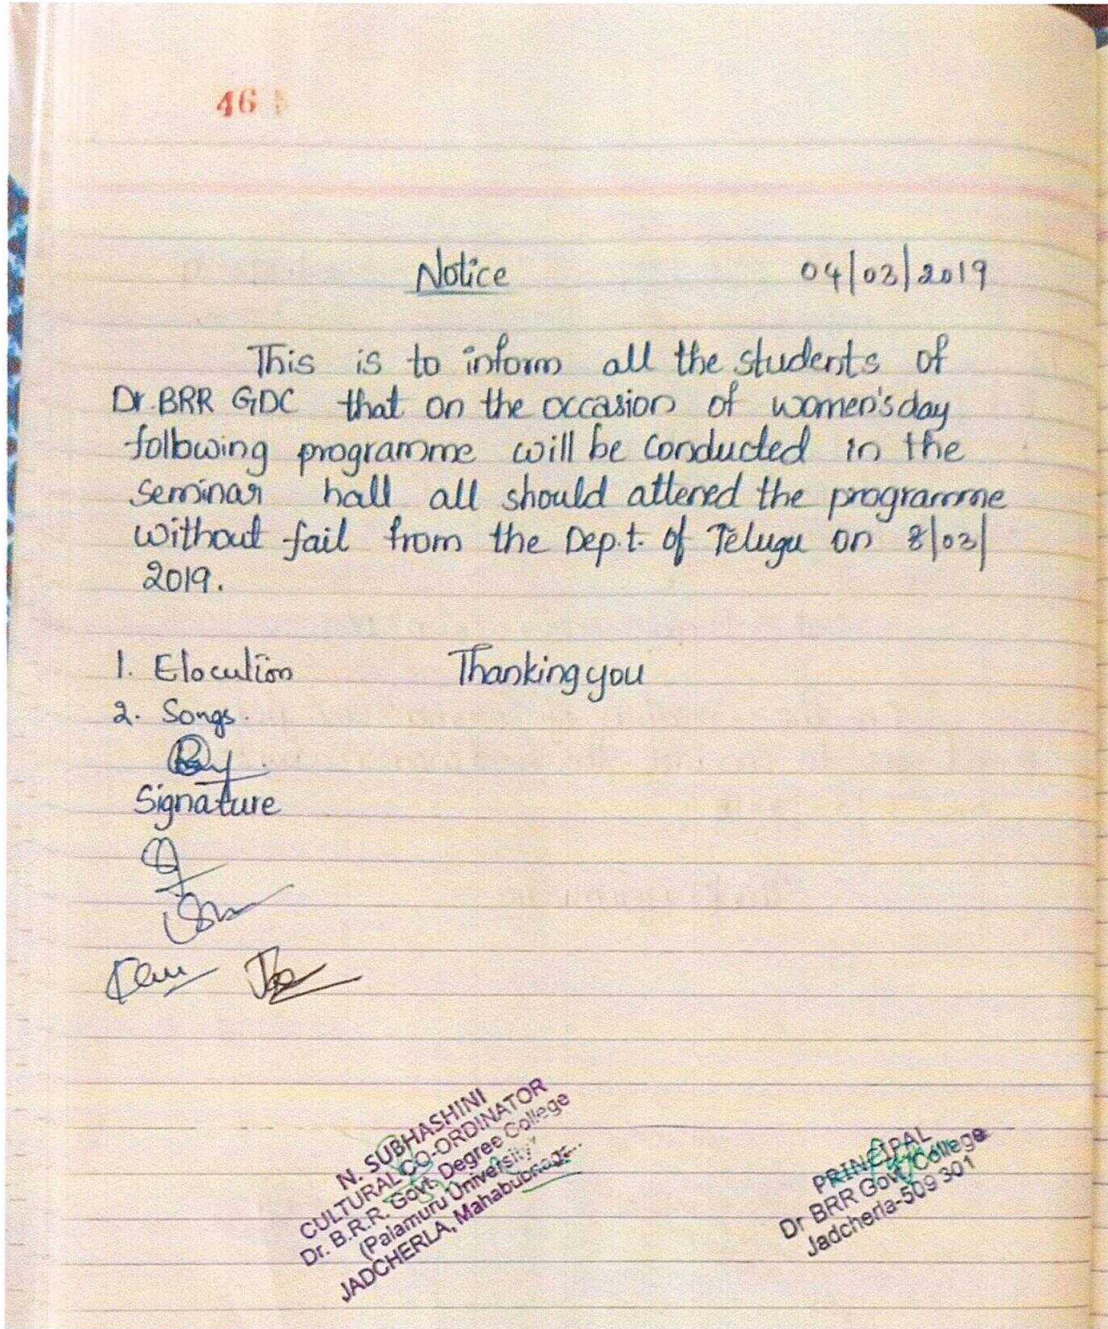 46
Notice 04/03/2019
This is to inform all the students of
Dr.BRR GDC that on the occasion of women's day
following programme will be conducted in the
seminar hall all should attened the programme
without fail from the Dep.t. of Telugu on 8/03/
2019.
1. Elocution Thanking you
2. Songs.
Signature
N. SUBHASHINI
CULTURAL CO-ORDINATOR
Dr. B.R.R. Govt. Degree College
(Palamuru University)
JADCHERLA, Mahabubnagar
PRINCIPAL
Dr BRR Govt College
Jadcherla-509 301